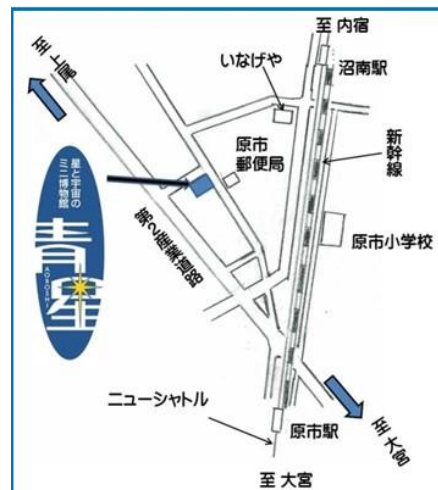 至 内宿
至 上尾
沼南駅
いなげや
新
幹
線
原市
郵便局
星と宇宙の
ミニ博物館
青星
AOBOSHI
第2産業道路
原市小学校
ニューシャトル
原市駅
至 大宮
至 大宮